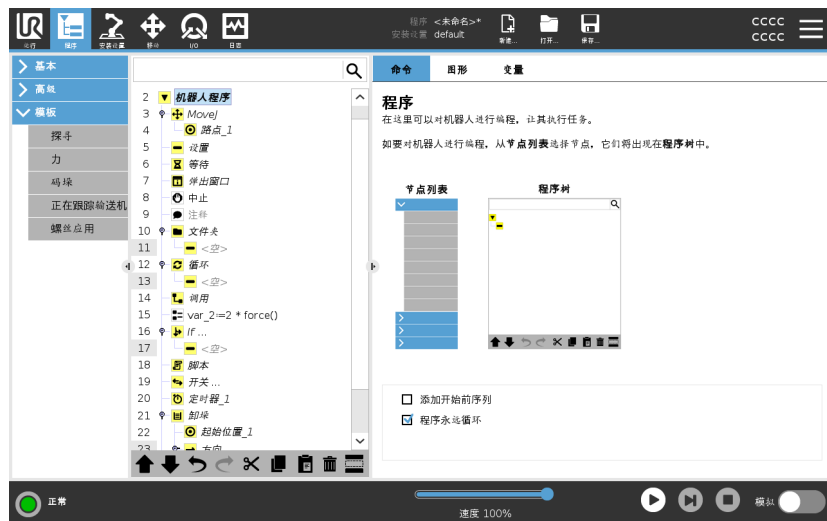 UR
运行
程序
安装设置
移动
I/O
日志
程序 <未命名>*
安装设置 default
新建...
打开...
保存...
cccc
cccc
基本
高级
模板
探寻
力
码垛
正在跟踪输送机
螺丝应用
2 机器人程序
3 MoveJ
4 路点_1
5 设置
6 等待
7 弹出窗口
8 中止
9 注释
10 文件夹
11 <空>
12 循环
13 <空>
14 调用
15 var_2≔2 * force()
16 If ...
17 <空>
18 脚本
19 开关 ...
20 定时器_1
21 卸垛
22 起始位置_1
23 方向
命令 图形 变量
程序
在这里可以对机器人进行编程，让其执行任务。
如要对机器人进行编程，从节点列表选择节点，它们将出现在程序树中。
节点列表 程序树
添加开始前序列
程序永远循环
正常
速度 100%
模拟